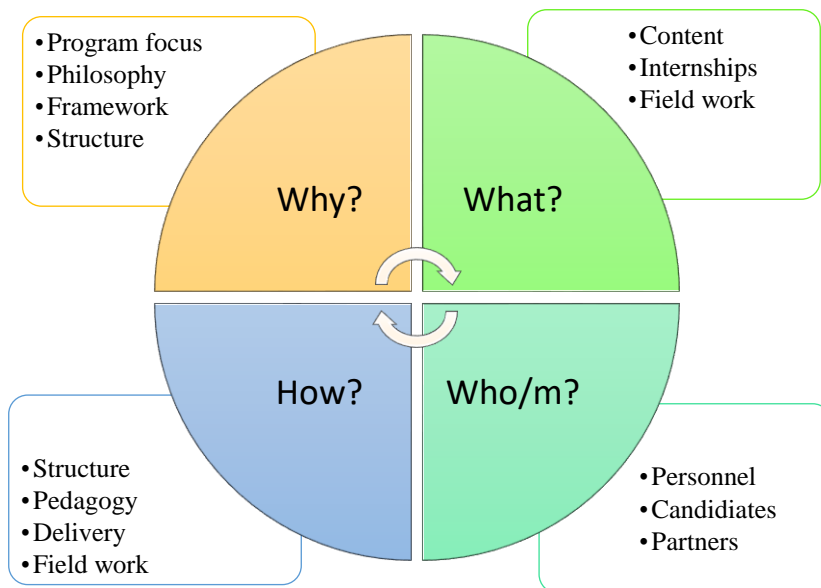 •Program focus
•Philosophy
•Framework
•Structure
•Content
•Internships
•Field work
Why?
What?
How?
Who/m?
•Structure
•Pedagogy
•Delivery
•Field work
•Personnel
•Candidiates
•Partners